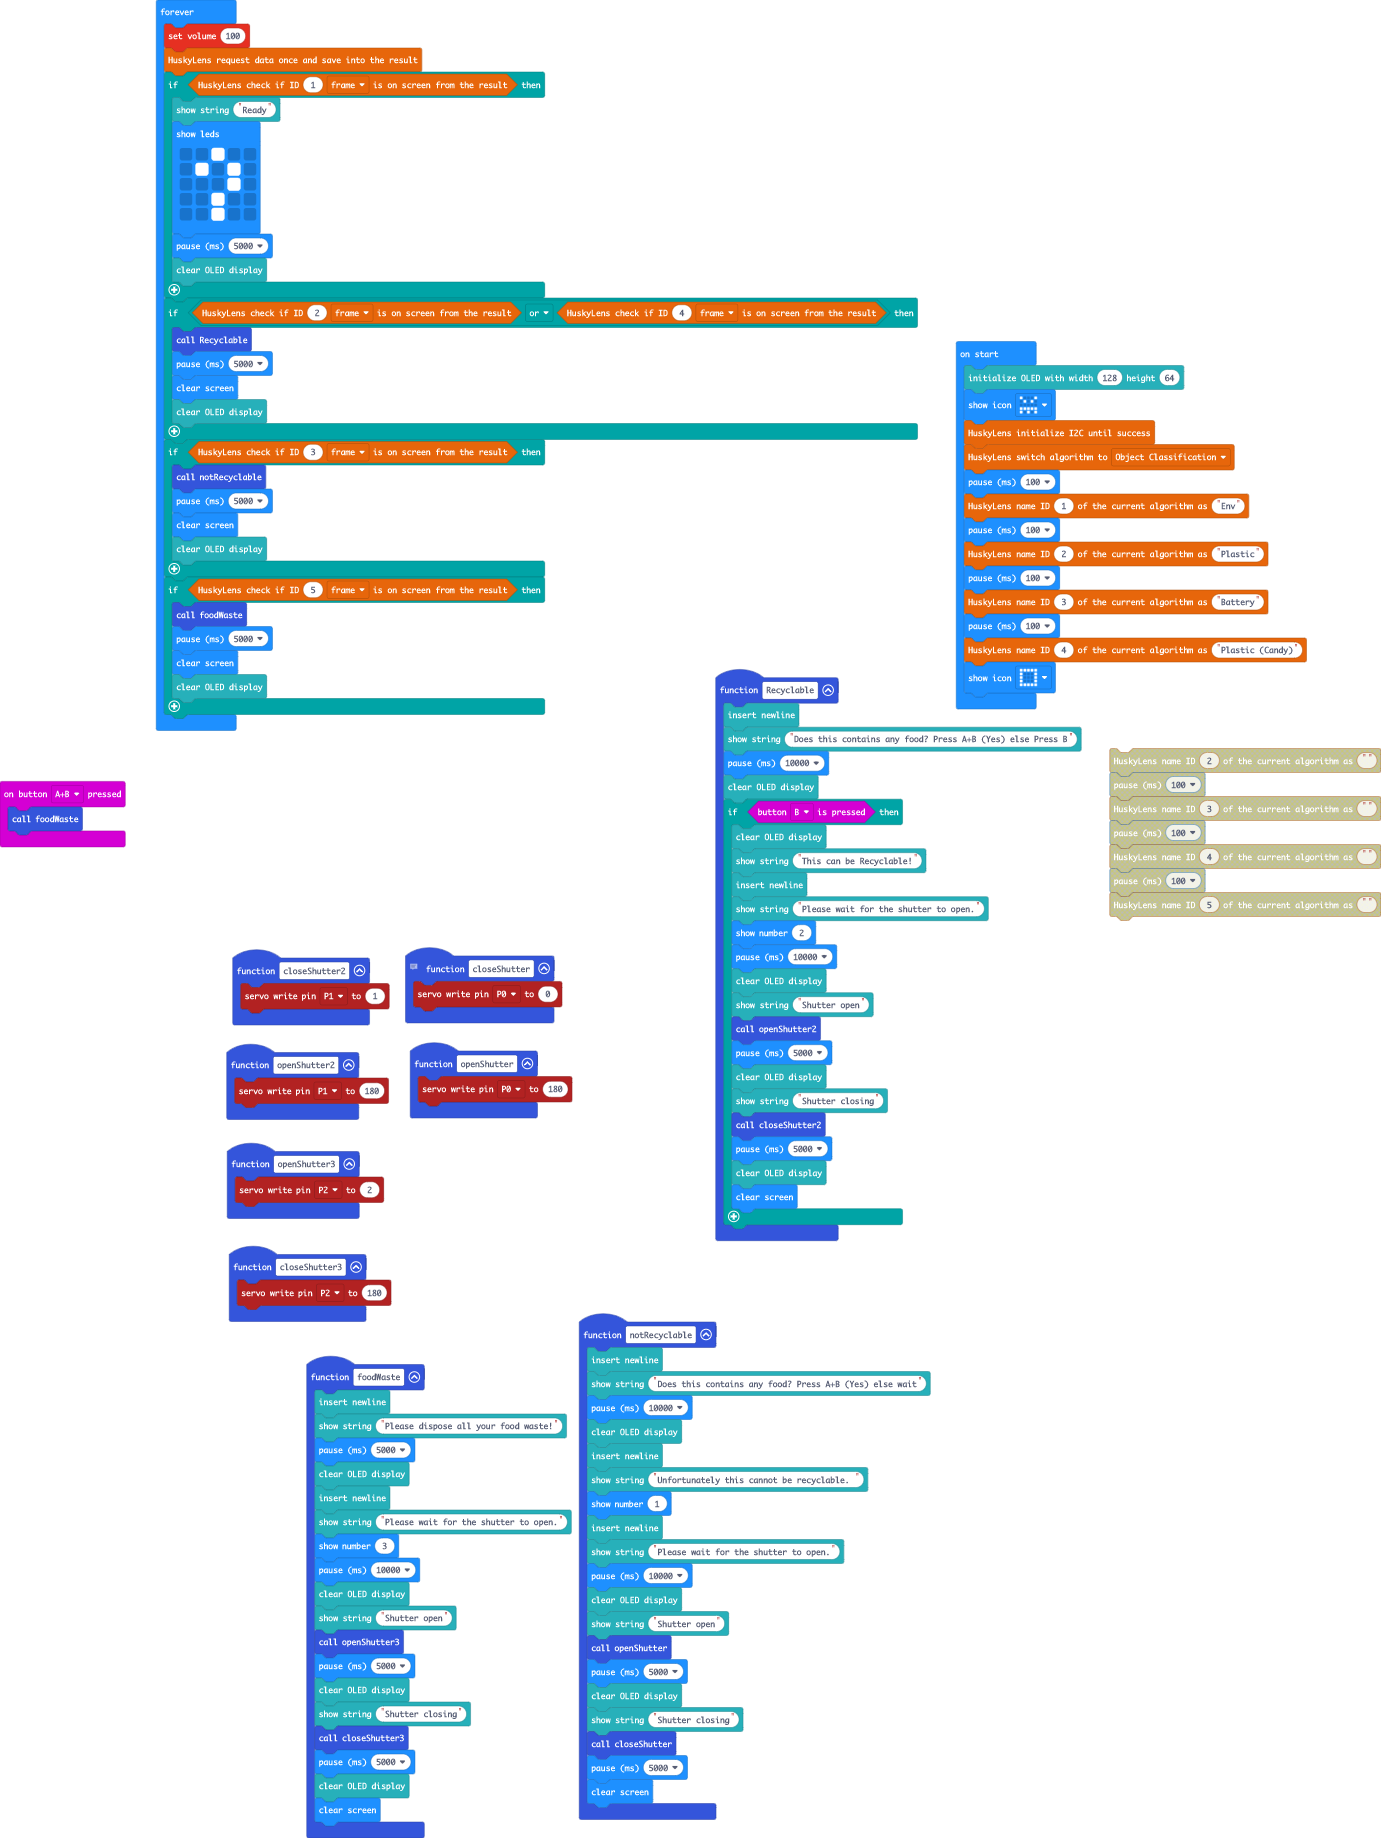 forever
set volume 100
HuskyLens request data once and save into the result
if HuskyLens check if ID 1 frame is on screen from the result then
show string "Ready"
show leds
pause (ms) 5000
clear OLED display
if HuskyLens check if ID 2 frame is on screen from the result or HuskyLens check if ID 4 frame is on screen from the result then
call Recyclable
pause (ms) 5000
clear screen
clear OLED display
if HuskyLens check if ID 3 frame is on screen from the result then
call notRecyclable
pause (ms) 5000
clear screen
clear OLED display
if HuskyLens check if ID 5 frame is on screen from the result then
call foodWaste
pause (ms) 5000
clear screen
clear OLED display
on start
initialize OLED with width 128 height 64
show icon
HuskyLens initialize I2C until success
HuskyLens switch algorithm to Object Classification
pause (ms) 100
HuskyLens name ID 1 of the current algorithm as "Env"
pause (ms) 100
HuskyLens name ID 2 of the current algorithm as "Plastic"
pause (ms) 100
HuskyLens name ID 3 of the current algorithm as "Battery"
pause (ms) 100
HuskyLens name ID 4 of the current algorithm as "Plastic (Candy)"
show icon
HuskyLens name ID 2 of the current algorithm as ""
pause (ms) 100
HuskyLens name ID 3 of the current algorithm as ""
pause (ms) 100
HuskyLens name ID 4 of the current algorithm as ""
pause (ms) 100
HuskyLens name ID 5 of the current algorithm as ""
on button A+B pressed
call foodWaste
function Recyclable
insert newline
show string "Does this contains any food? Press A+B (Yes) else Press B"
pause (ms) 10000
clear OLED display
if button B is pressed then
clear OLED display
show string "This can be Recyclable!"
insert newline
show string "Please wait for the shutter to open."
show number 2
pause (ms) 10000
clear OLED display
show string "Shutter open"
call openShutter2
pause (ms) 5000
clear OLED display
show string "Shutter closing"
call closeShutter2
pause (ms) 5000
clear OLED display
clear screen
function closeShutter2
servo write pin P1 to 1
function closeShutter
servo write pin P0 to 0
function openShutter2
servo write pin P1 to 180
function openShutter
servo write pin P0 to 180
function openShutter3
servo write pin P2 to 2
function closeShutter3
servo write pin P2 to 180
function foodWaste
insert newline
show string "Please dispose all your food waste!"
pause (ms) 5000
clear OLED display
insert newline
show string "Please wait for the shutter to open."
show number 3
pause (ms) 10000
clear OLED display
show string "Shutter open"
call openShutter3
pause (ms) 5000
clear OLED display
show string "Shutter closing"
call closeShutter3
pause (ms) 5000
clear OLED display
clear screen
function notRecyclable
insert newline
show string "Does this contains any food? Press A+B (Yes) else wait"
pause (ms) 10000
clear OLED display
insert newline
show string "Unfortunately this cannot be recyclable. "
show number 1
insert newline
show string "Please wait for the shutter to open."
pause (ms) 10000
clear OLED display
show string "Shutter open"
call openShutter
pause (ms) 5000
clear OLED display
show string "Shutter closing"
call closeShutter
pause (ms) 5000
clear screen